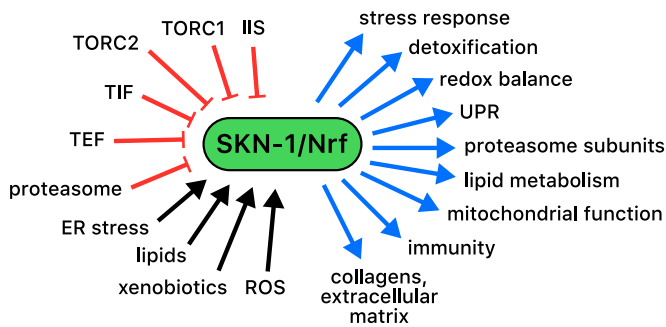 TORC2
TORC1
IIS
TIF
TEF
proteasome
ER stress
lipids
xenobiotics
ROS
SKN-1/Nrf
stress response
detoxification
redox balance
UPR
proteasome subunits
lipid metabolism
mitochondrial function
immunity
collagens,
extracellular
matrix